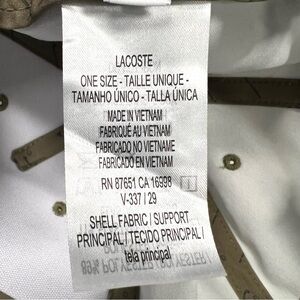 LACOSTE
ONE SIZE - TAILLE UNIQUE -
TAMANHO ÚNICO - TALLA ÚNICA
MADE IN VIETNAM
FABRIQUÉ AU VIETNAM
FABRICADO NO VIETNAME
FABRICADO EN VIETNAM
RN 87651 CA 16998
V-337 / 29
SHELL FABRIC / SUPPORT
PRINCIPAL / TECIDO PRINCIPAL /
tela principal